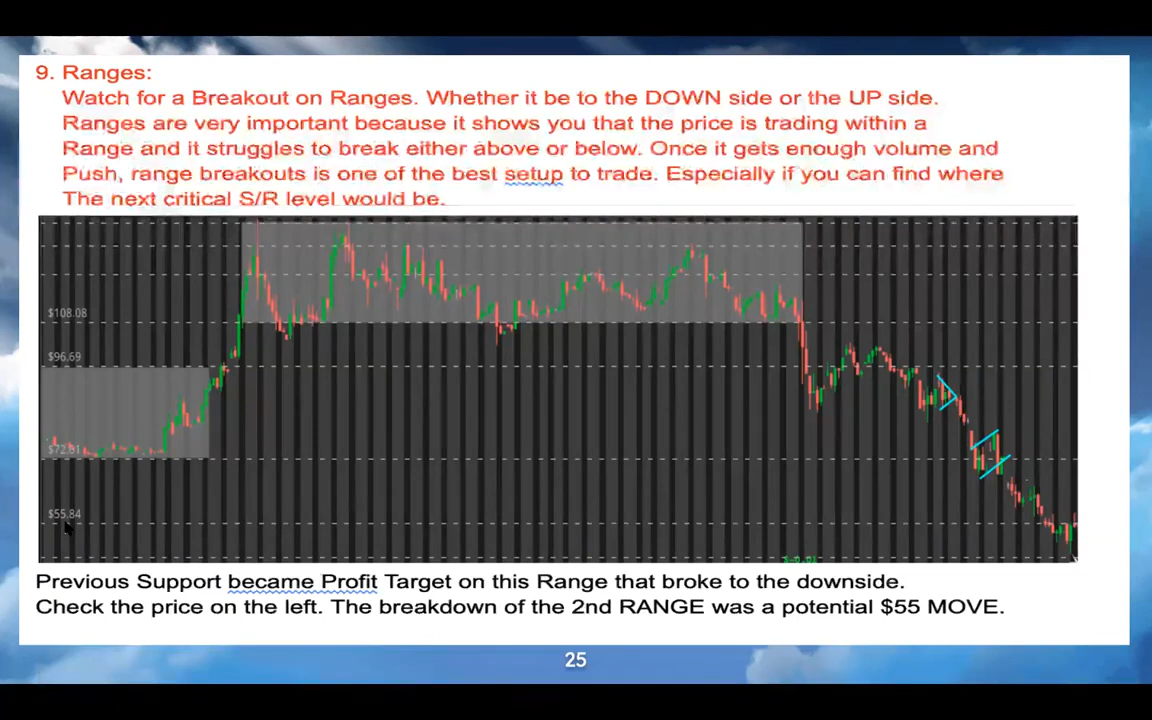 9. Ranges:
Watch for a Breakout on Ranges. Whether it be to the DOWN side or the UP side.
Ranges are very important because it shows you that the price is trading within a
Range and it struggles to break either above or below. Once it gets enough volume and
Push, range breakouts is one of the best setup to trade. Especially if you can find where
The next critical S/R level would be.
$108.08
$96.69
$72.81
$55.84
Previous Support became Profit Target on this Range that broke to the downside.
Check the price on the left. The breakdown of the 2nd RANGE was a potential $55 MOVE.
25